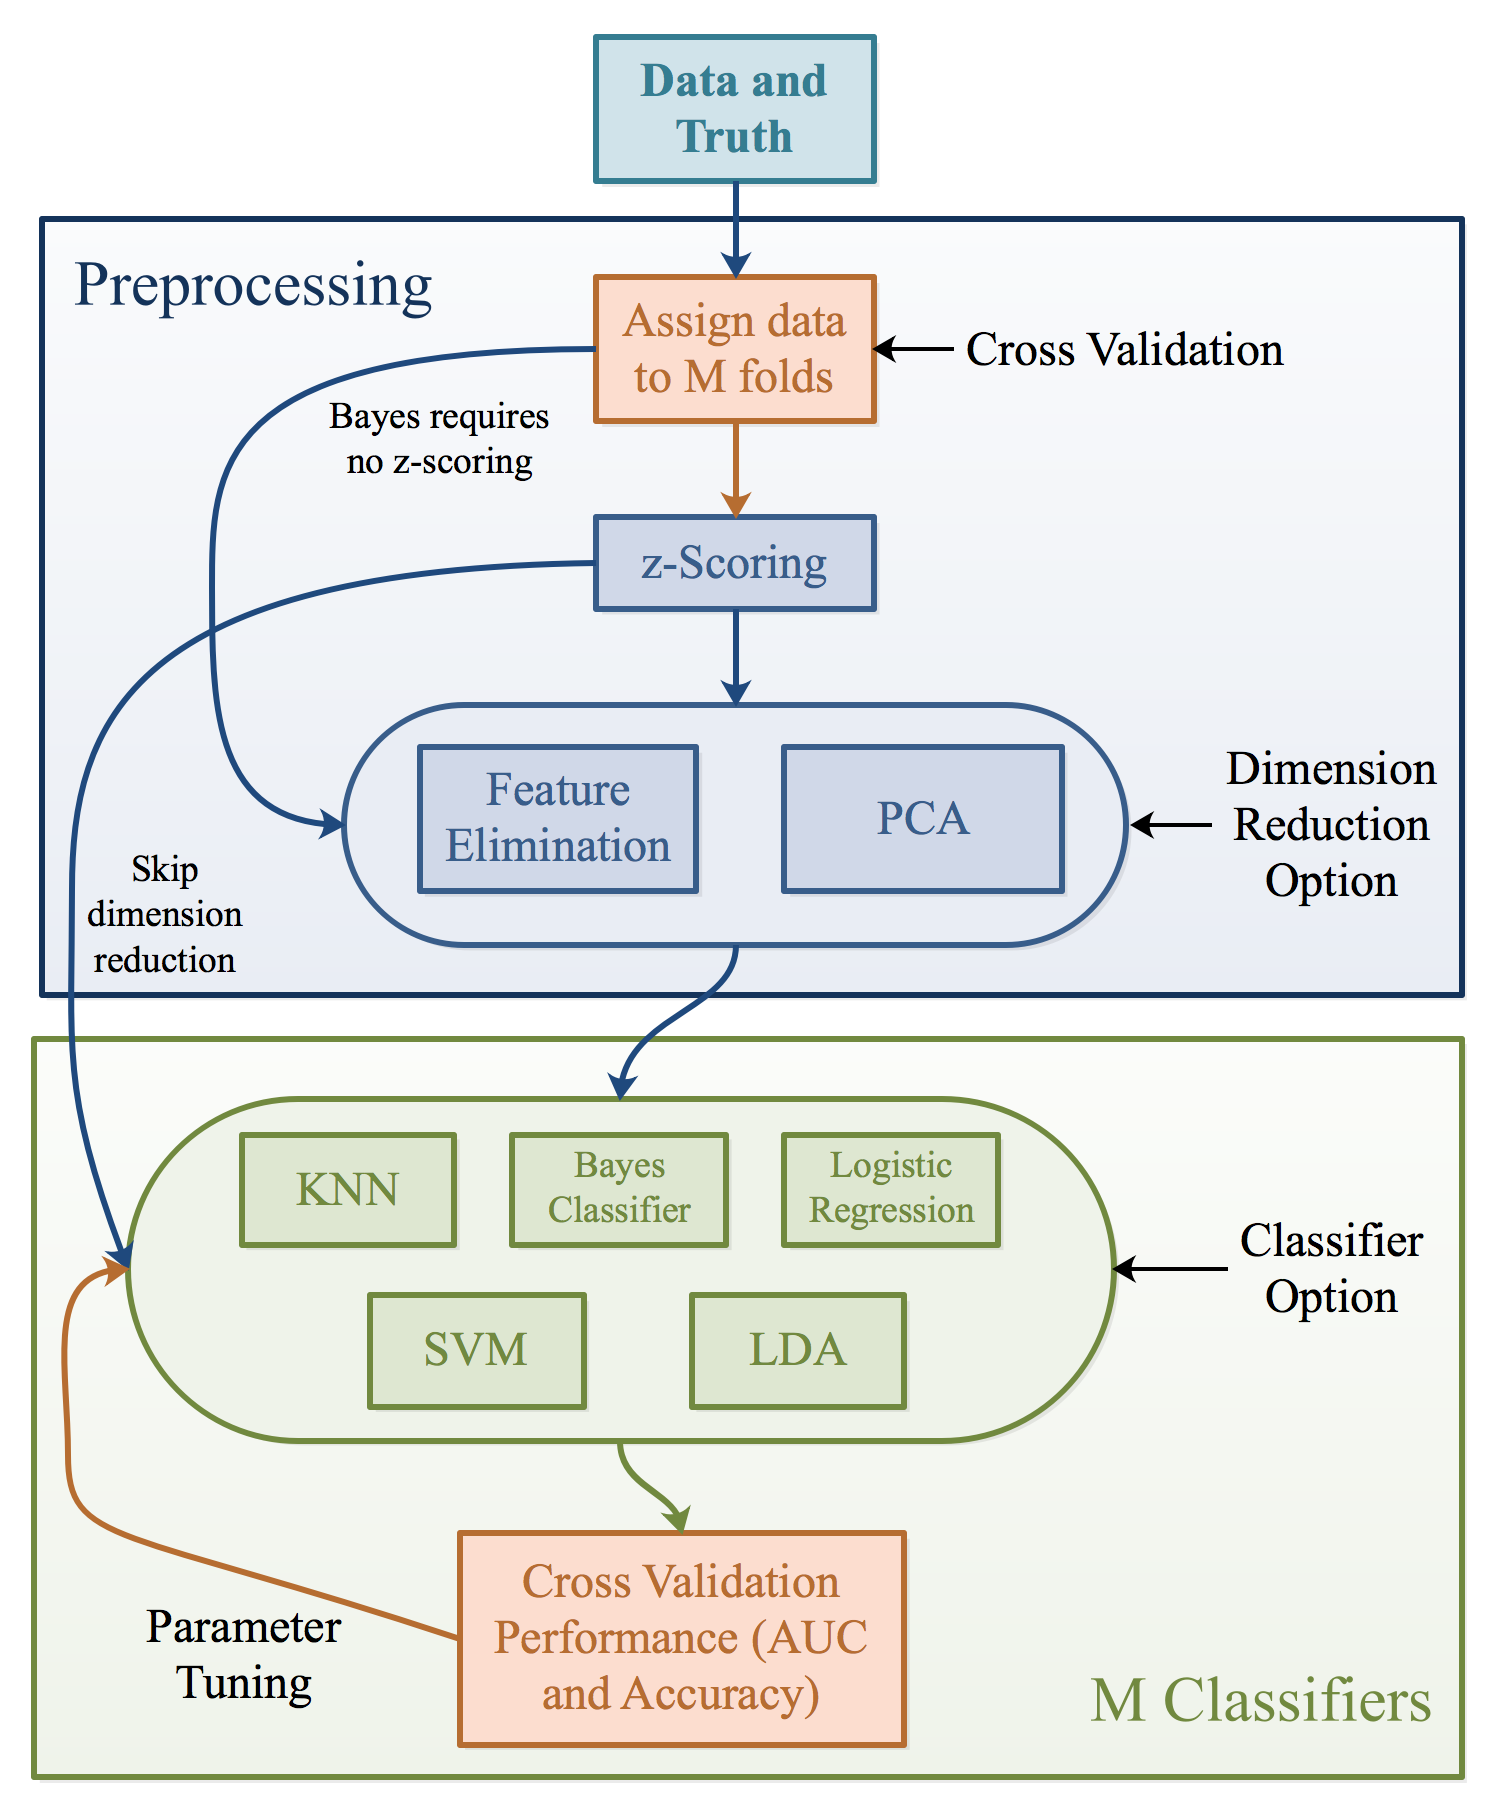 Data and
Truth
Preprocessing
Assign data
to M folds
Cross Validation
Bayes requires
no z-scoring
z-Scoring
Feature
Elimination
PCA
Dimension
Reduction
Option
Skip
dimension
reduction
KNN
Bayes
Classifier
Logistic
Regression
SVM
LDA
Classifier
Option
Cross Validation
Performance (AUC
and Accuracy)
Parameter
Tuning
M Classifiers